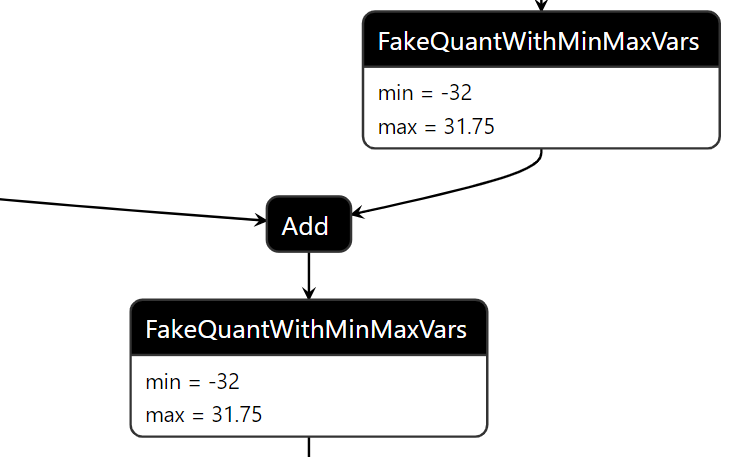 FakeQuantWithMinMaxVars
min = -32
max = 31.75
Add
FakeQuantWithMinMaxVars
min = -32
max = 31.75